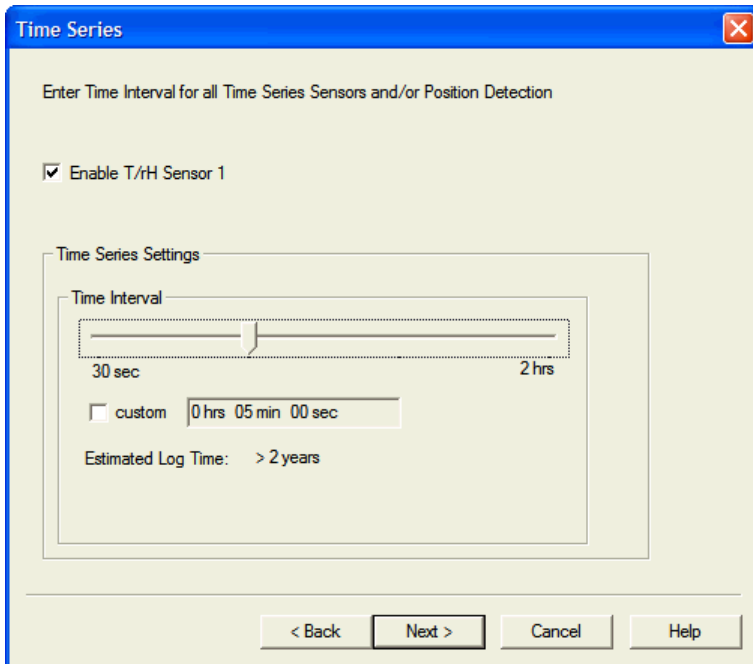 Time Series
Enter Time Interval for all Time Series Sensors and/or Position Detection
Enable T/rH Sensor 1
Time Series Settings
Time Interval
30 sec 2 hrs
custom 0 hrs 05 min 00 sec
Estimated Log Time: > 2 years
< Back Next > Cancel Help